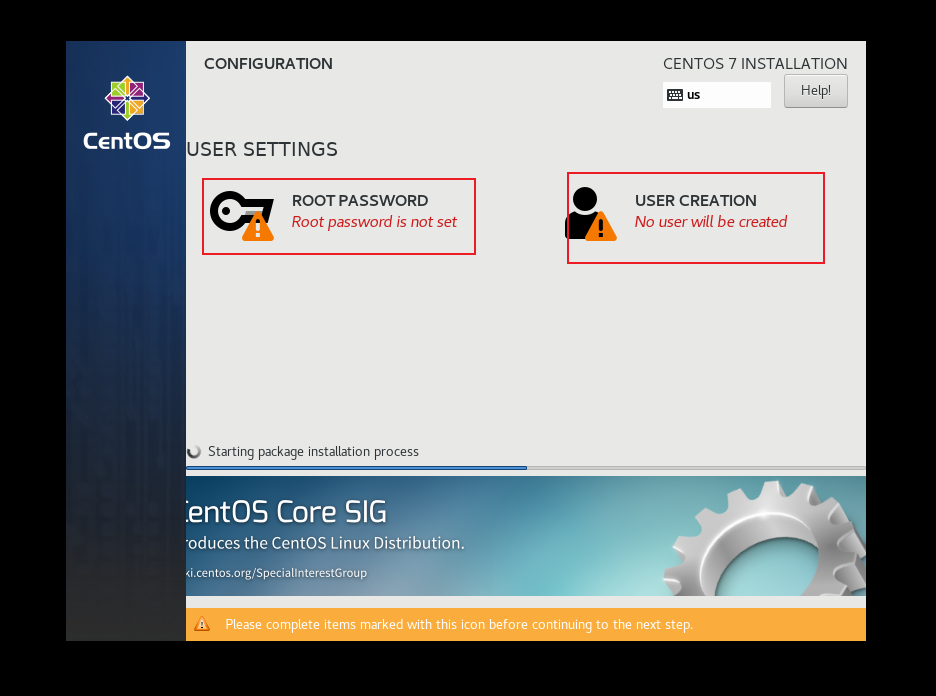 CentOS
CONFIGURATION
CENTOS 7 INSTALLATION
us
Help!
USER SETTINGS
ROOT PASSWORD
Root password is not set
USER CREATION
No user will be created
Starting package installation process
CentOS Core SIG
roduces the CentOS Linux Distribution.
ki.centos.org/SpecialInterestGroup
Please complete items marked with this icon before continuing to the next step.